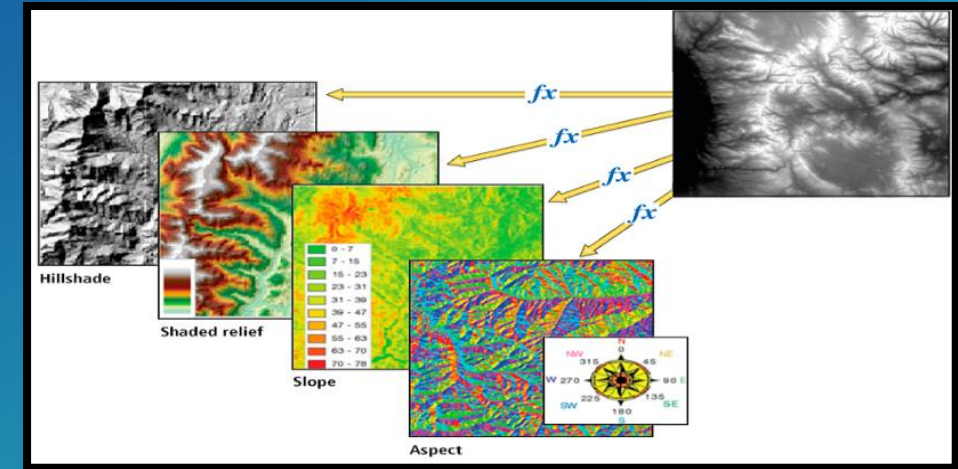 fx
fx
fx
fx
Hillshade
Shaded relief
0 - 7
7 - 15
15 - 23
23 - 31
31 - 39
39 - 47
47 - 55
55 - 63
63 - 70
70 - 78
Slope
N
NW 0 NE
315 45
W 270 90 E
225 135
SW 180 SE
S
Aspect